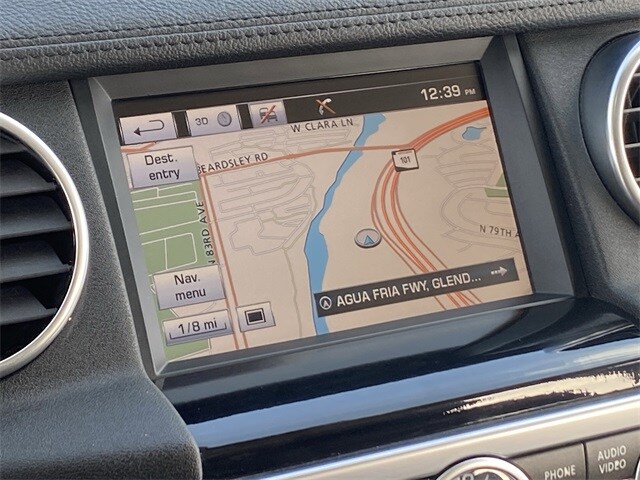 12:39 PM
3D
W CLARA LN
Dest.
entry
BEARDSLEY RD
101
N 83RD AVE
N 79TH A
Nav.
menu
AGUA FRIA FWY, GLEND...
1/8 mi
PHONE
AUDIO
VIDEO